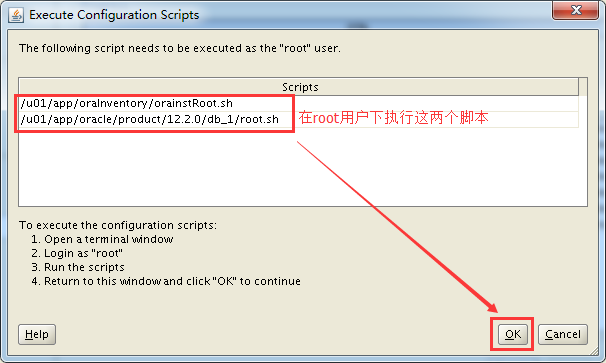 Execute Configuration Scripts
The following script needs to be executed as the "root" user.
Scripts
/u01/app/oraInventory/orainstRoot.sh
/u01/app/oracle/product/12.2.0/db_1/root.sh 在root用户下执行这两个脚本
To execute the configuration scripts:
1. Open a terminal window
2. Login as "root"
3. Run the scripts
4. Return to this window and click "OK" to continue
Help OK Cancel